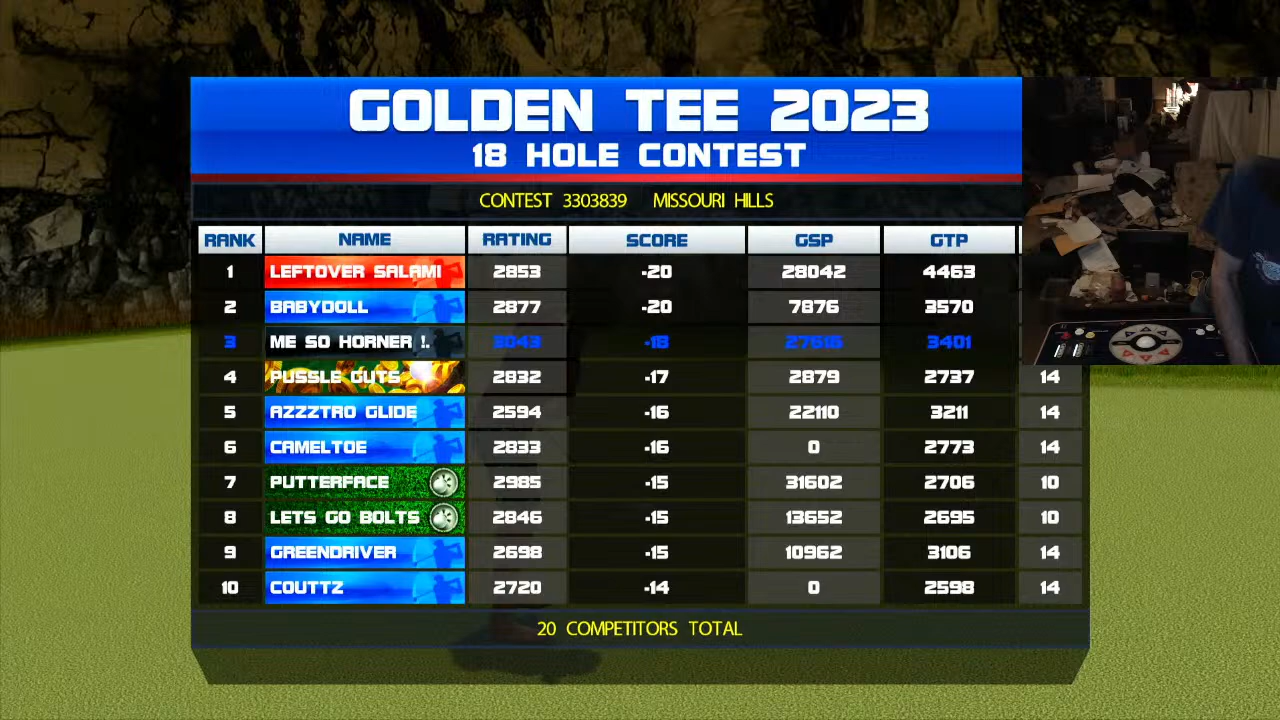 GOLDEN TEE 2023
18 HOLE CONTEST
CONTEST 3303839 MISSOURI HILLS
RANK NAME RATING SCORE GSP GTP
1 LEFTOVER SALAMI 2853 -20 28042 4463
2 BABYDOLL 2877 -20 7876 3570
3 ME SO HORNER !. 3043 -18 3401
4 PUSSLE GUTS 2832 -17 2879 2737 14
5 AZZZTRO GLIDE 2594 -16 22110 3211 14
6 CAMELTOE 2833 -16 0 2773 14
7 PUTTERFACE 2985 -15 31602 2706 10
8 LETS GO BOLTS 2846 -15 13652 2695 10
9 GREENDRIVER 2698 -15 10962 3106 14
10 COUTTZ 2720 -14 0 2598 14
20 COMPETITORS TOTAL